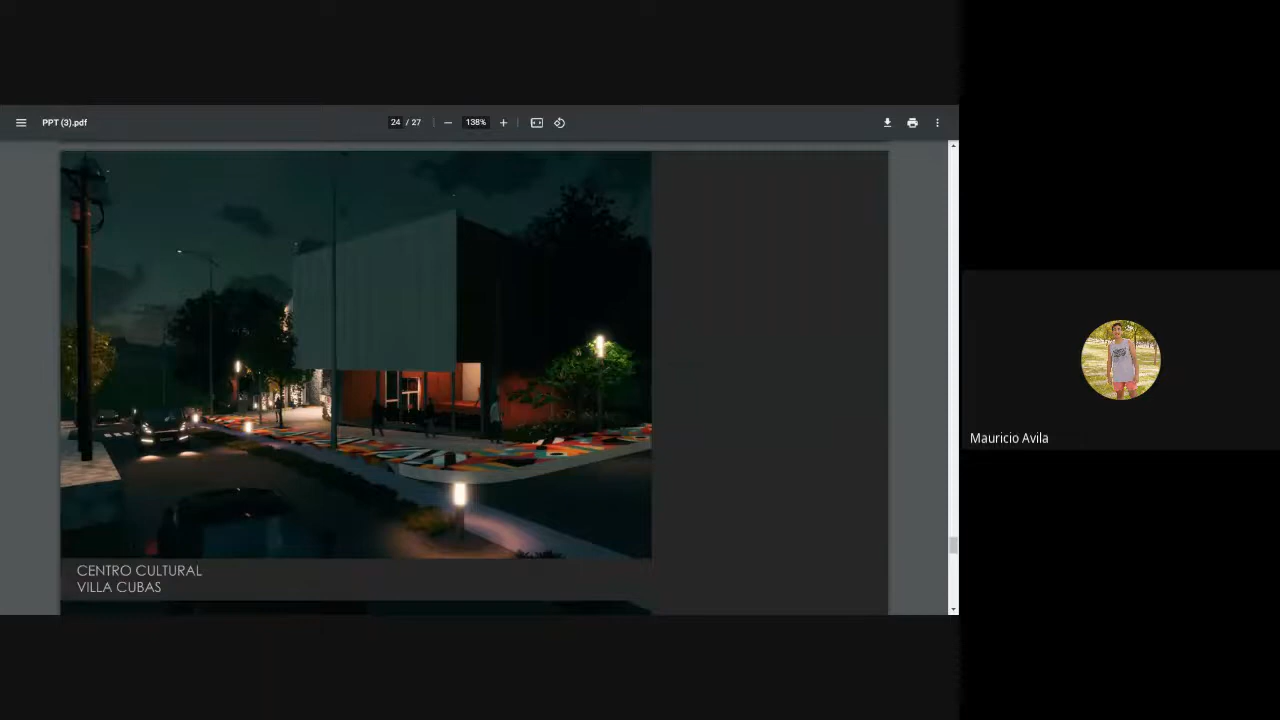 PPT (3).pdf
24 / 27
138%
Mauricio Avila
CENTRO CULTURAL
VILLA CUBAS